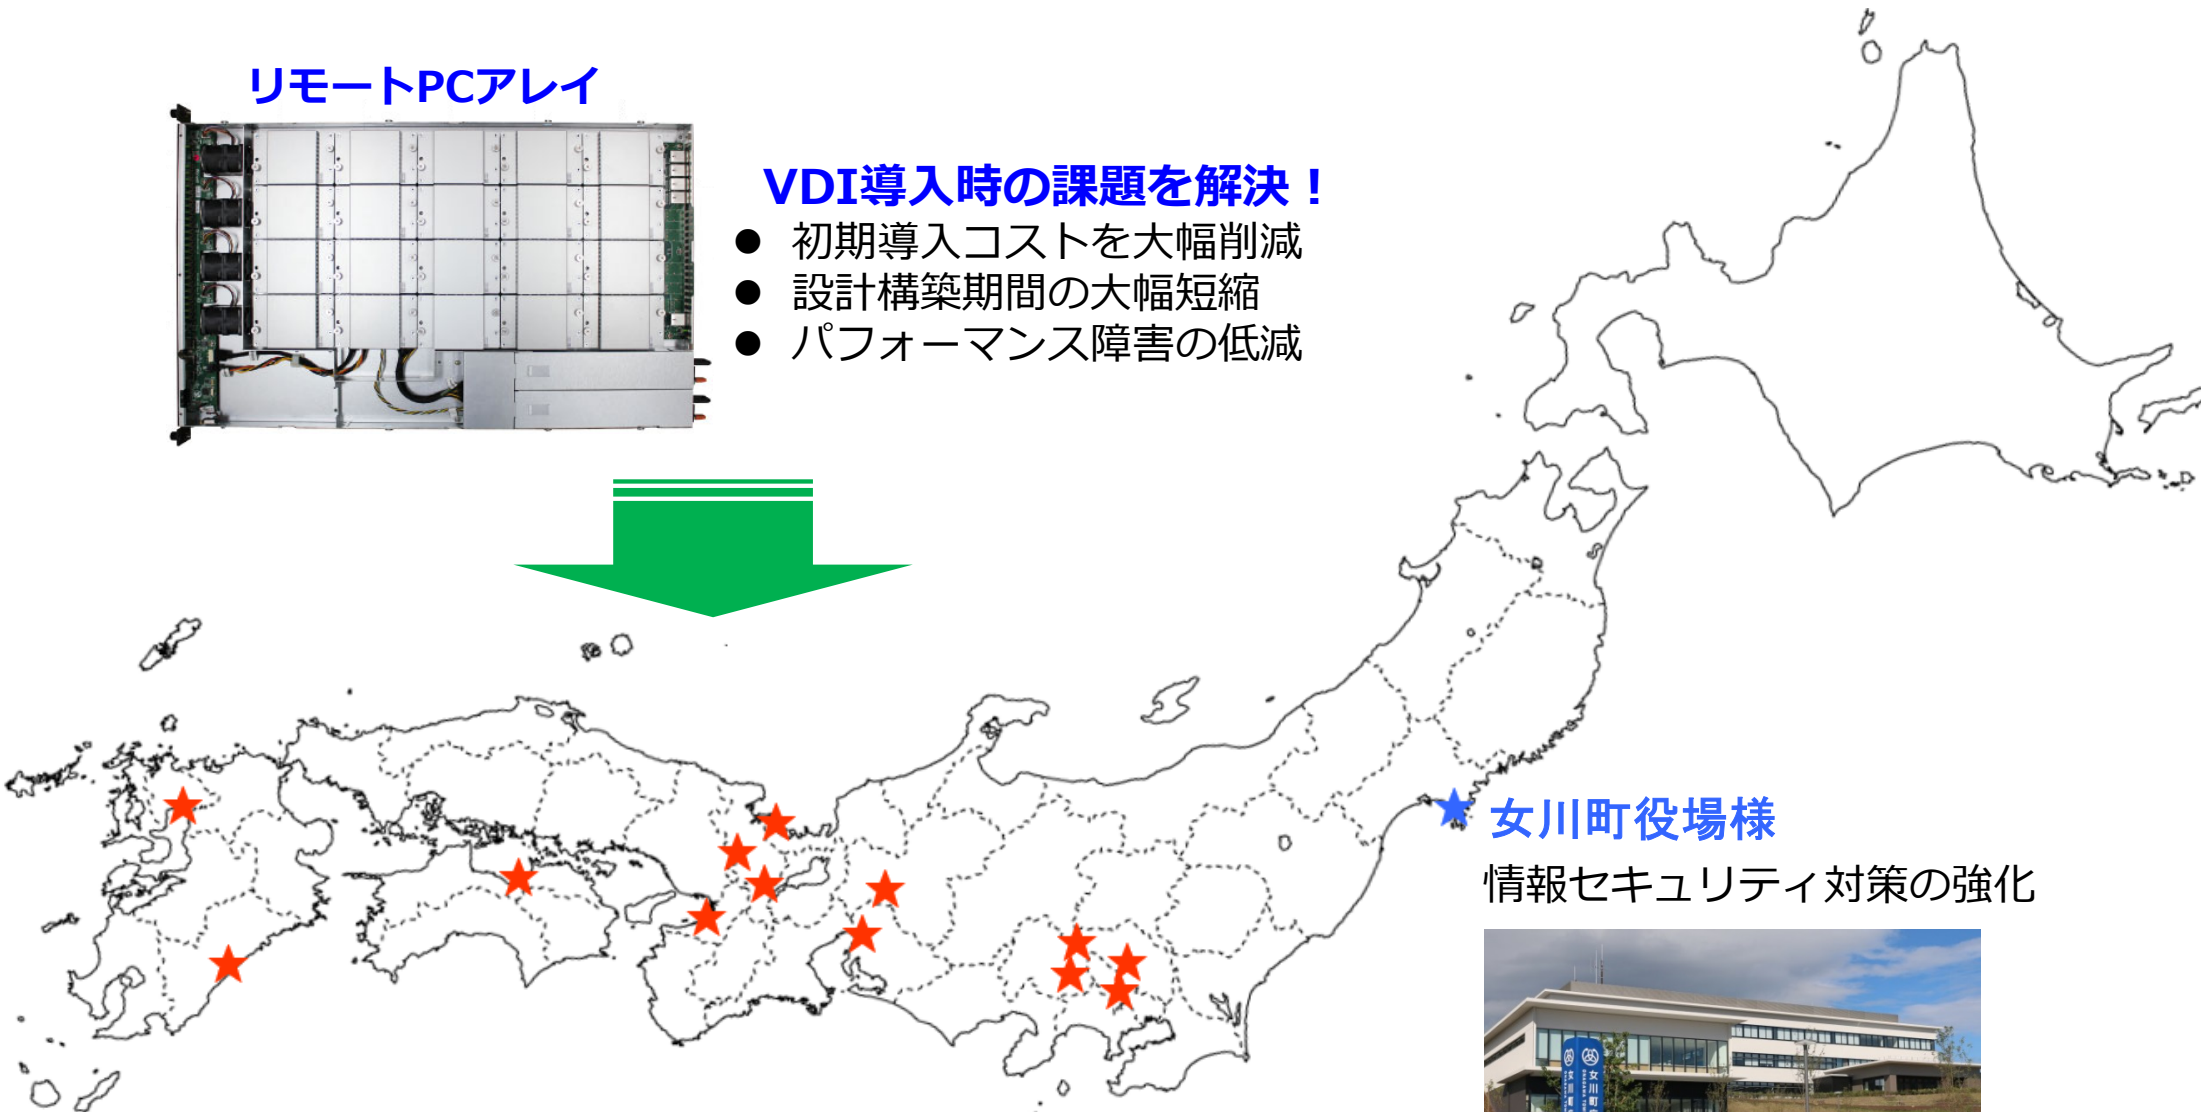 リモートPCアレイ
VDI導入時の課題を解決！
● 初期導入コストを大幅削減
● 設計構築期間の大幅短縮
● パフォーマンス障害の低減
女川町役場様
情報セキュリティ対策の強化
女川町